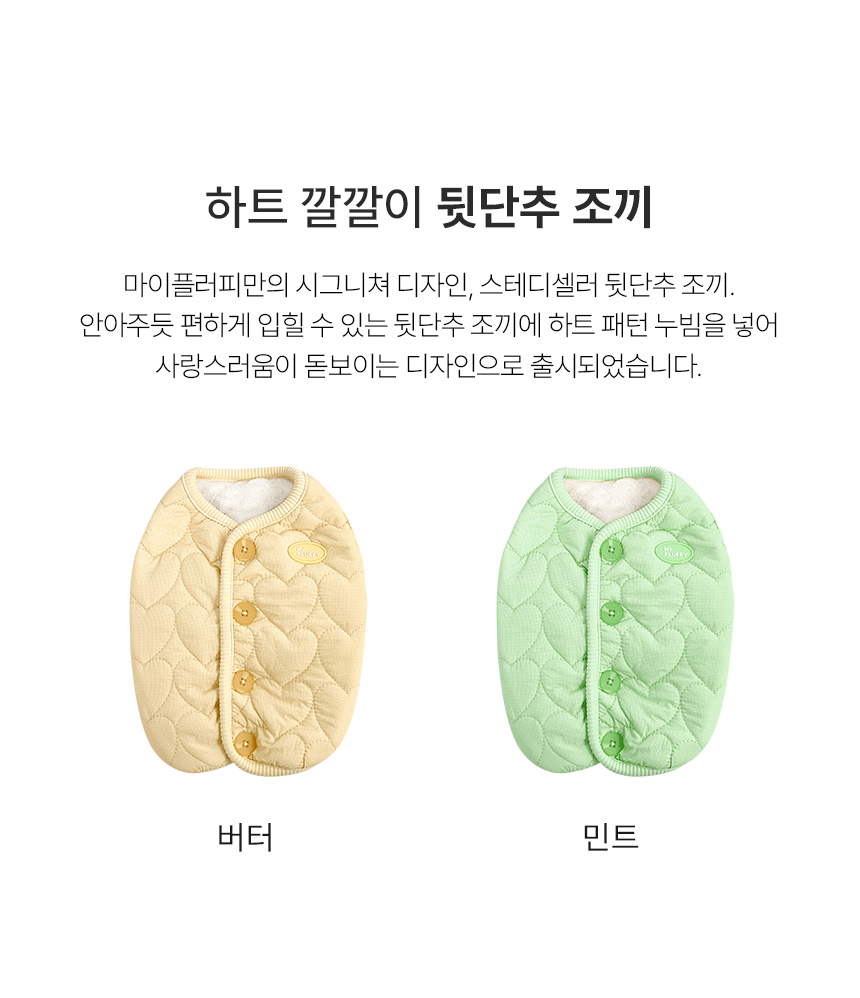 하트 깔깔이 뒷단추 조끼
마이플러피만의 시그니쳐 디자인, 스테디셀러 뒷단추 조끼.
안아주듯 편하게 입힐 수 있는 뒷단추 조끼에 하트 패턴 누빔을 넣어
사랑스러움이 돋보이는 디자인으로 출시되었습니다.
버터
민트